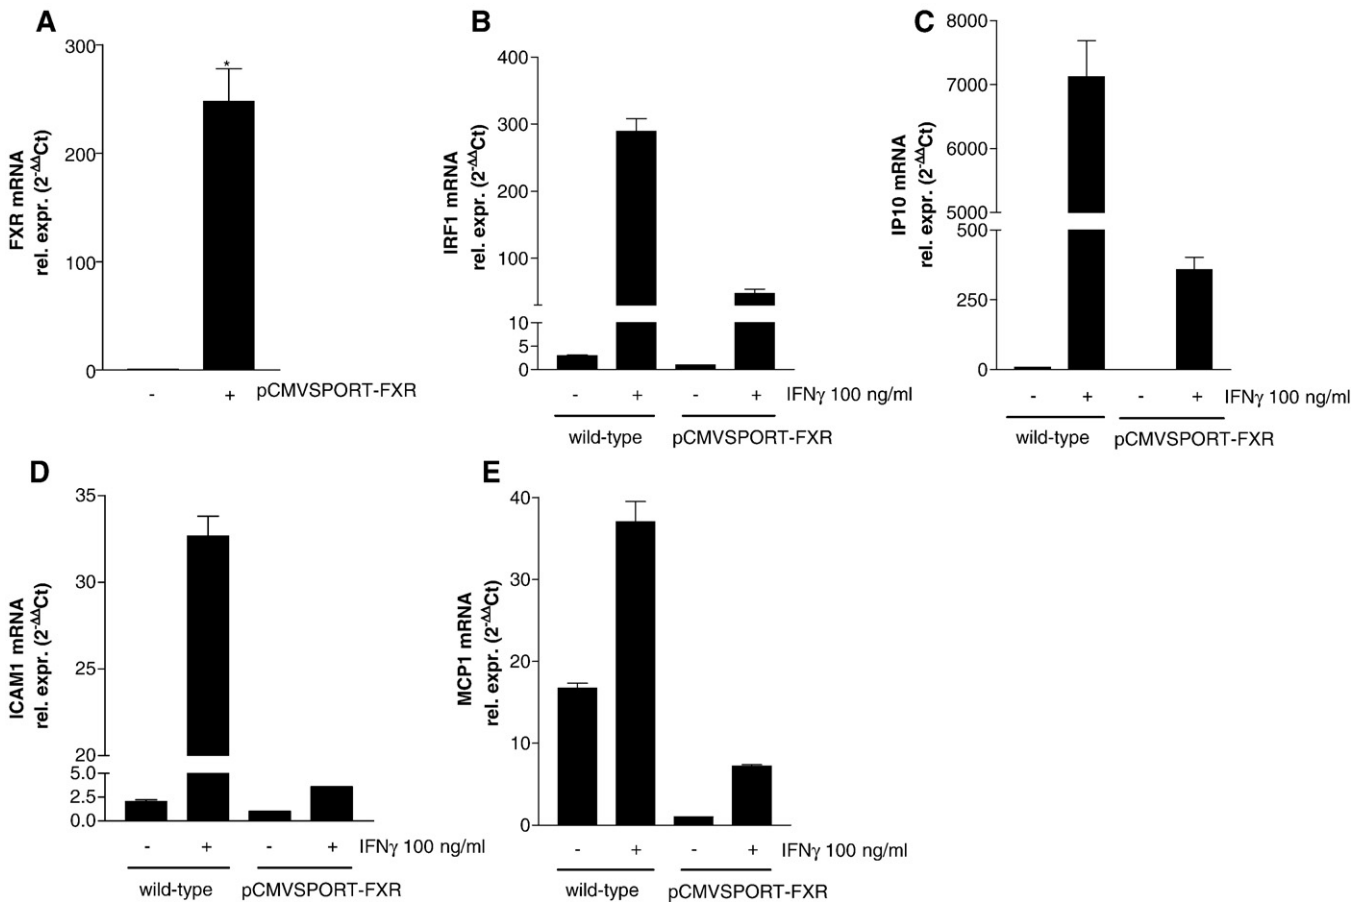 A
FXR mRNA
rel. expr. (2-ΔΔCt)
300
200
100
0
*
- + pCMVSPORT-FXR
B
IRF1 mRNA
rel. expr. (2-ΔΔCt)
400
300
200
100
10
5
0
- + - + IFNγ 100 ng/ml
wild-type pCMVSPORT-FXR
C
IP10 mRNA
rel. expr. (2-ΔΔCt)
8000
7000
6000
5000
500
250
0
- + - + IFNγ 100 ng/ml
wild-type pCMVSPORT-FXR
D
ICAM1 mRNA
rel. expr. (2-ΔΔCt)
35
30
25
20
5.0
2.5
0.0
- + - + IFNγ 100 ng/ml
wild-type pCMVSPORT-FXR
E
MCP1 mRNA
rel. expr. (2-ΔΔCt)
40
30
20
10
0
- + - + IFNγ 100 ng/ml
wild-type pCMVSPORT-FXR